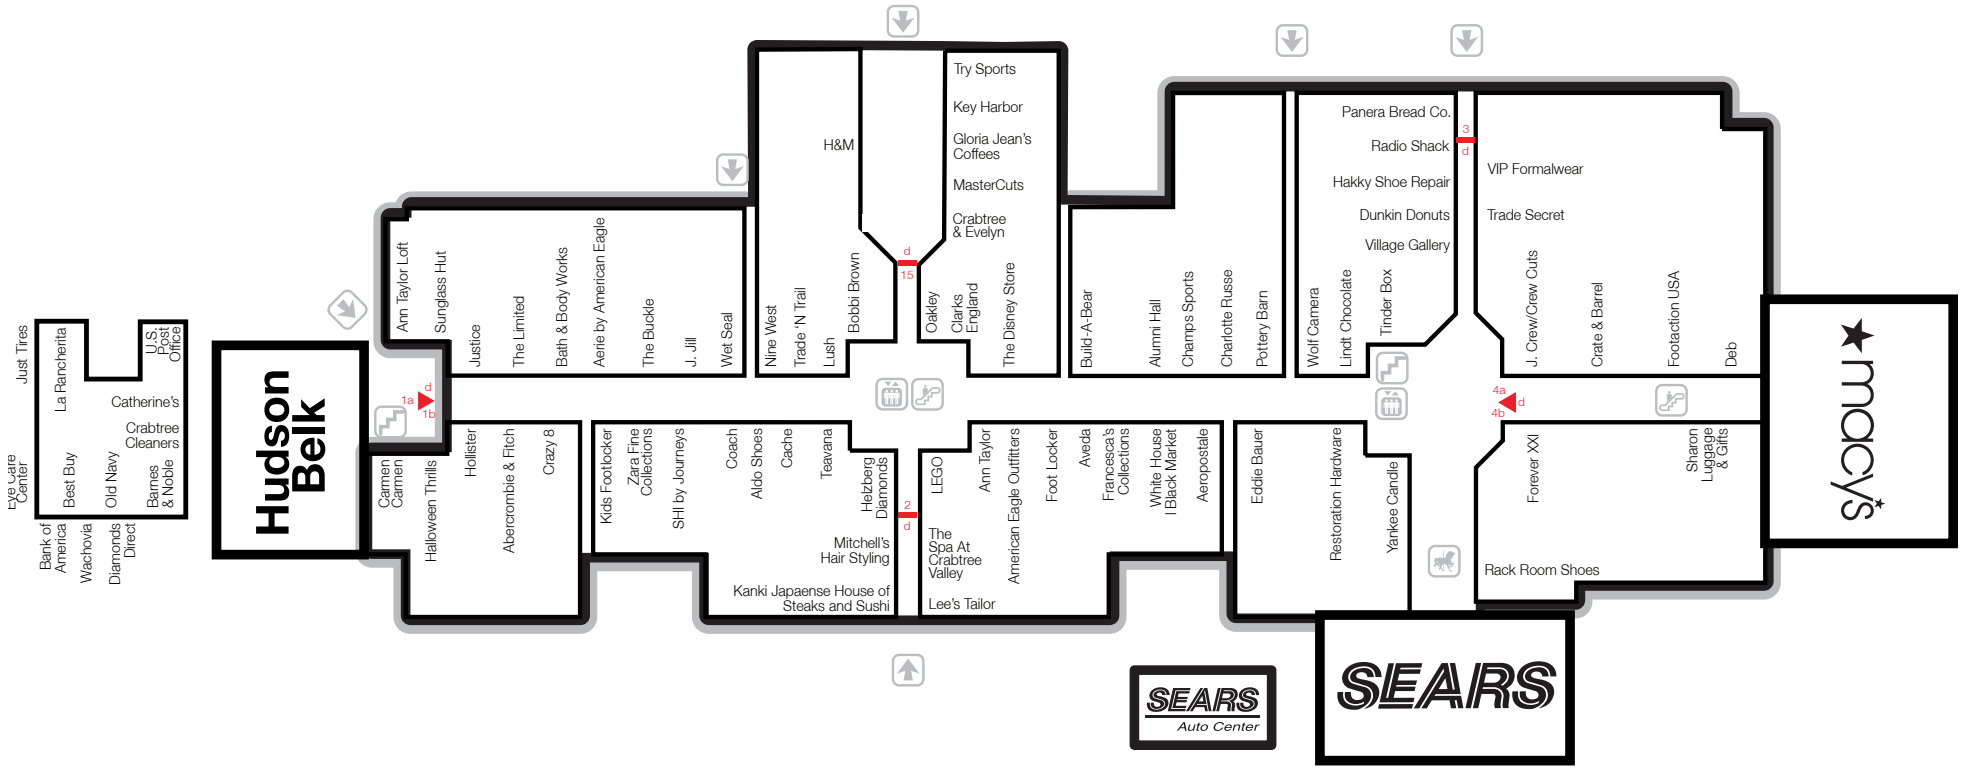 Just Tires
La Rancherita
U.S.
Post
Office
Catherine's
Crabtree
Cleaners
Eye Care
Center
Best Buy
Old Navy
Barnes
& Noble
Bank of
America
Wachovia
Diamonds
Direct
Hudson
Belk
d
1a
1b
Ann Taylor Loft
Sunglass Hut
Justice
The Limited
Bath & Body Works
Aerie by American Eagle
The Buckle
J. Jill
Wet Seal
H&M
Nine West
Trade 'N Trail
Lush
Bobbi Brown
d
15
Try Sports
Key Harbor
Gloria Jean's
Coffees
MasterCuts
Crabtree
& Evelyn
Oakley
Clarks
England
The Disney Store
Build-A-Bear
Alumni Hall
Champs Sports
Charlotte Russe
Pottery Barn
Panera Bread Co.
Radio Shack
Hakky Shoe Repair
Dunkin Donuts
Village Gallery
Wolf Camera
Lindt Chocolate
Tinder Box
3
d
VIP Formalwear
Trade Secret
J. Crew/Crew Cuts
Crate & Barrel
Footaction USA
Deb
4a
d
4b
macy's
Carmen
Carmen
Halloween Thrills
Hollister
Abercrombie & Fitch
Crazy 8
Kids Footlocker
Zara Fine
Collections
SHI by Journeys
Coach
Aldo Shoes
Cache
Teavana
Helzberg
Diamonds
Mitchell's
Hair Styling
Kanki Japaense House of
Steaks and Sushi
2
d
LEGO
Ann Taylor
American Eagle Outfitters
Foot Locker
Aveda
Francesca's
Collections
White House
I Black Market
Aeropostale
The
Spa At
Crabtree
Valley
Lee's Tailor
Eddie Bauer
Restoration Hardware
Yankee Candle
Forever XXI
Sharon
Luggage
& Gifts
Rack Room Shoes
SEARS
Auto Center
SEARS